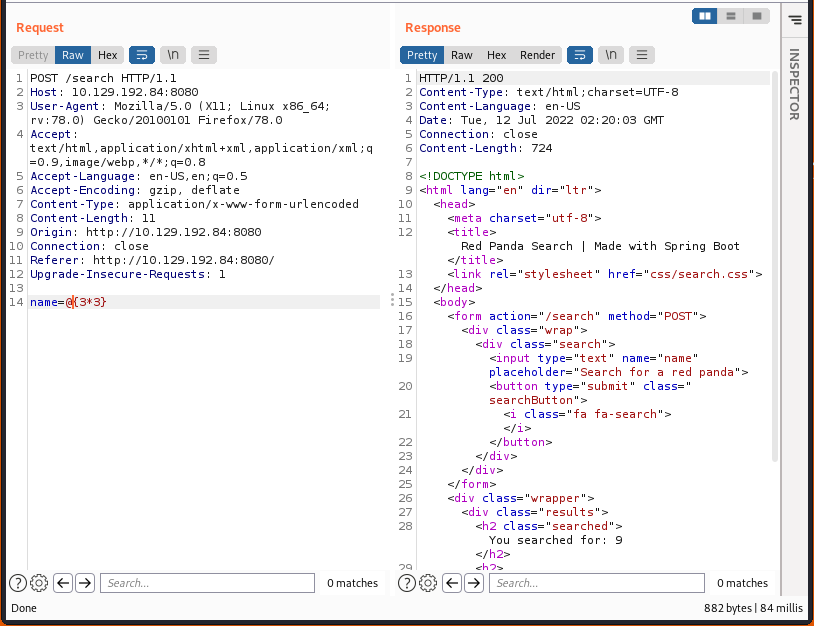 Request
Response
Pretty Raw Hex \n
Pretty Raw Hex Render \n
INSPECTOR
1 POST /search HTTP/1.1
2 Host: 10.129.192.84:8080
3 User-Agent: Mozilla/5.0 (X11; Linux x86_64;
rv:78.0) Gecko/20100101 Firefox/78.0
4 Accept:
text/html,application/xhtml+xml,application/xml;q
=0.9,image/webp,*/*;q=0.8
5 Accept-Language: en-US,en;q=0.5
6 Accept-Encoding: gzip, deflate
7 Content-Type: application/x-www-form-urlencoded
8 Content-Length: 11
9 Origin: http://10.129.192.84:8080
10 Connection: close
11 Referer: http://10.129.192.84:8080/
12 Upgrade-Insecure-Requests: 1
13
14 name=@{3*3}
1 HTTP/1.1 200
2 Content-Type: text/html;charset=UTF-8
3 Content-Language: en-US
4 Date: Tue, 12 Jul 2022 02:20:03 GMT
5 Connection: close
6 Content-Length: 724
7
8 <!DOCTYPE html>
9 <html lang="en" dir="ltr">
10 <head>
11 <meta charset="utf-8">
12 <title>
Red Panda Search | Made with Spring Boot
</title>
13 <link rel="stylesheet" href="css/search.css">
14 </head>
15 <body>
16 <form action="/search" method="POST">
17 <div class="wrap">
18 <div class="search">
19 <input type="text" name="name"
placeholder="Search for a red panda">
20 <button type="submit" class="
searchButton">
21 <i class="fa fa-search">
</i>
22 </button>
23 </div>
24 </div>
25 </form>
26 <div class="wrapper">
27 <div class="results">
28 <h2 class="searched">
You searched for: 9
</h2>
29 <h2>
? Search... 0 matches
? Search... 0 matches
Done
882 bytes | 84 millis